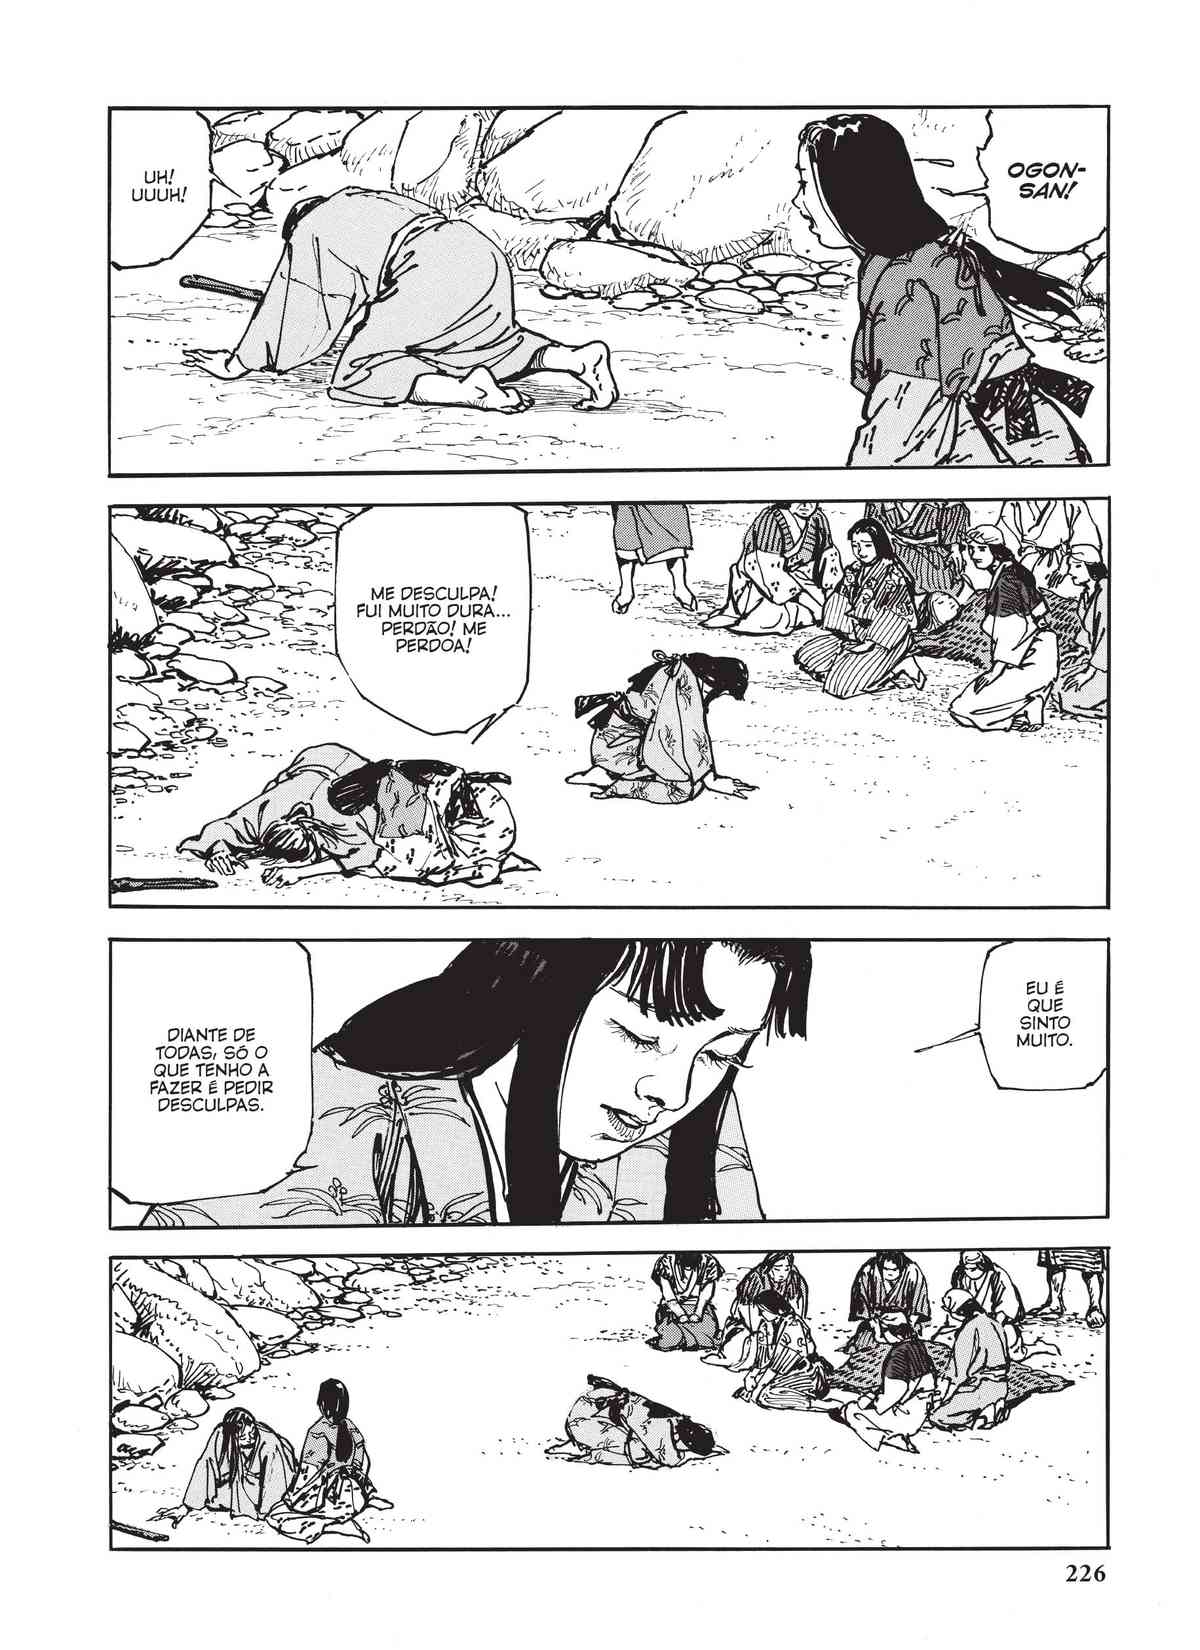 OGON-
SAN!
UH!
UUUH!
ME DESCULPA!
FUI MUITO DURA...
PERDÃO! ME
PERDOA!
EU É
QUE
SINTO
MUITO.
DIANTE DE
TODAS, SÓ O
QUE TENHO A
FAZER É PEDIR
DESCULPAS.
226